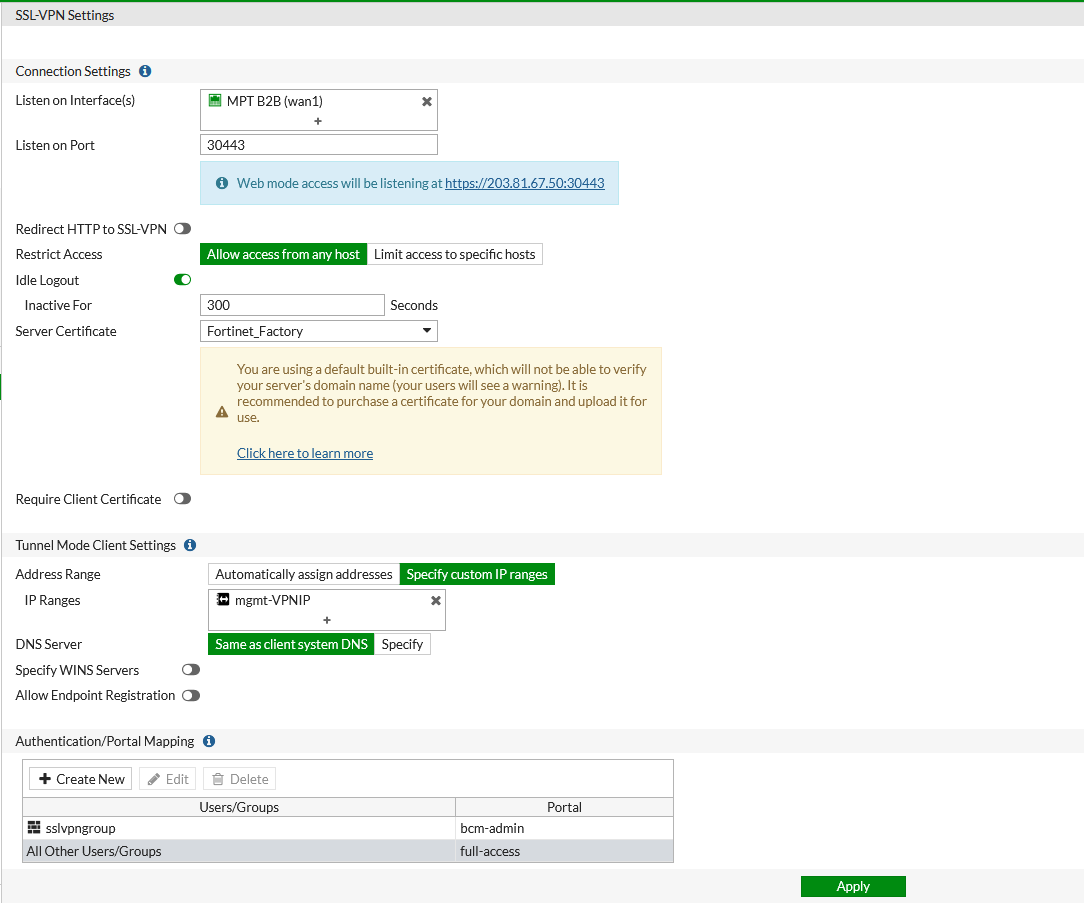 SSL-VPN Settings
Connection Settings
Listen on Interface(s)
MPT B2B (wan1)
+
Listen on Port
30443
Web mode access will be listening at https://203.81.67.50:30443
Redirect HTTP to SSL-VPN
Restrict Access
Allow access from any host
Limit access to specific hosts
Idle Logout
Inactive For
300
Seconds
Server Certificate
Fortinet_Factory
You are using a default built-in certificate, which will not be able to verify
your server's domain name (your users will see a warning). It is
recommended to purchase a certificate for your domain and upload it for
use.
Click here to learn more
Require Client Certificate
Tunnel Mode Client Settings
Address Range
Automatically assign addresses
Specify custom IP ranges
IP Ranges
mgmt-VPNIP
+
DNS Server
Same as client system DNS
Specify
Specify WINS Servers
Allow Endpoint Registration
Authentication/Portal Mapping
+ Create New
Edit
Delete
Users/Groups
Portal
sslvpngroup
bcm-admin
All Other Users/Groups
full-access
Apply